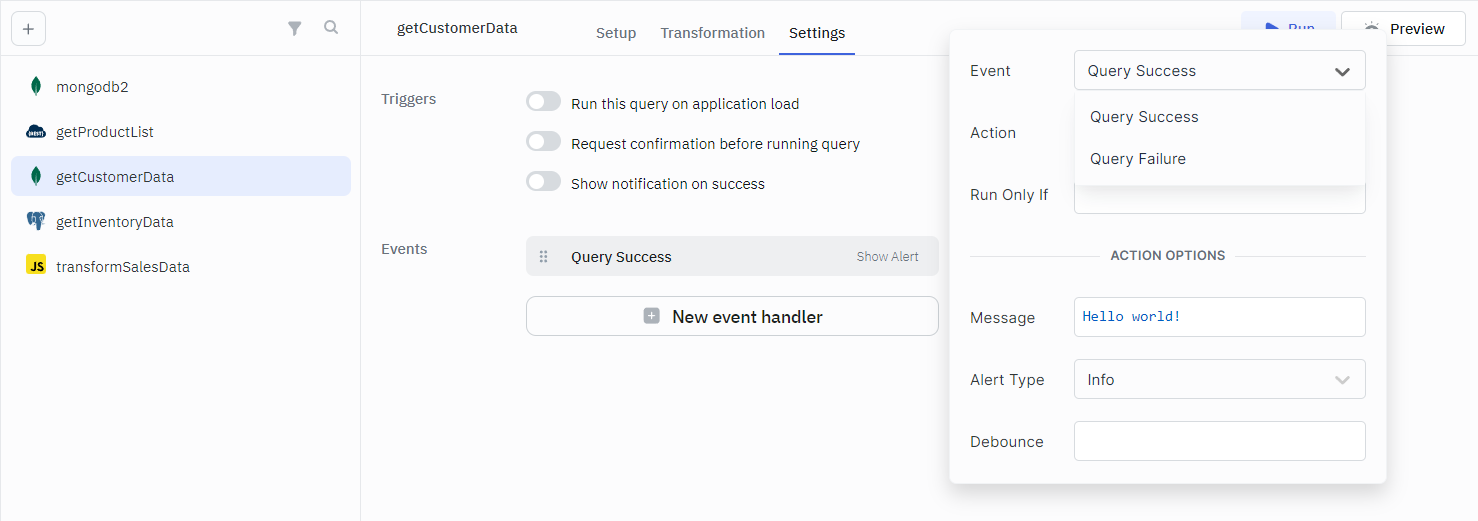 getCustomerData
Setup
Transformation
Settings
Run
Preview
mongodb2
getProductList
getCustomerData
getInventoryData
JS
transformSalesData
Triggers
Run this query on application load
Request confirmation before running query
Show notification on success
Events
Query Success
Show Alert
New event handler
Event
Query Success
Query Success
Query Failure
Action
Run Only If
ACTION OPTIONS
Message
Hello world!
Alert Type
Info
Debounce